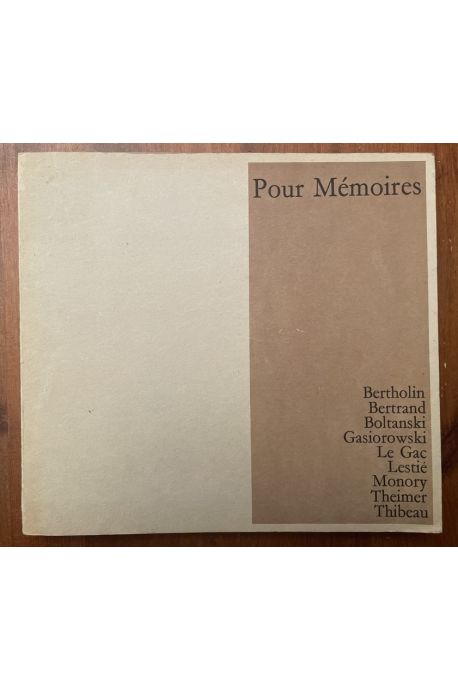 Pour Mémoires
Bertholin
Bertrand
Boltanski
Gasiorowski
Le Gac
Lestié
Monory
Theimer
Thibeau